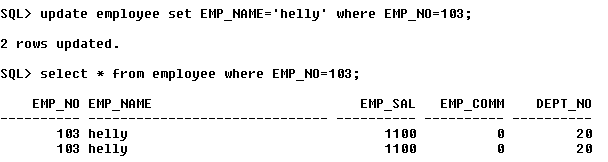 SQL> update employee set EMP_NAME='helly' where EMP_NO=103;
2 rows updated.
SQL> select * from employee where EMP_NO=103;
EMP_NO EMP_NAME EMP_SAL EMP_COMM DEPT_NO
---------- ------------------------------ ---------- ---------- ----------
103 helly 1100 0 20
103 helly 1100 0 20